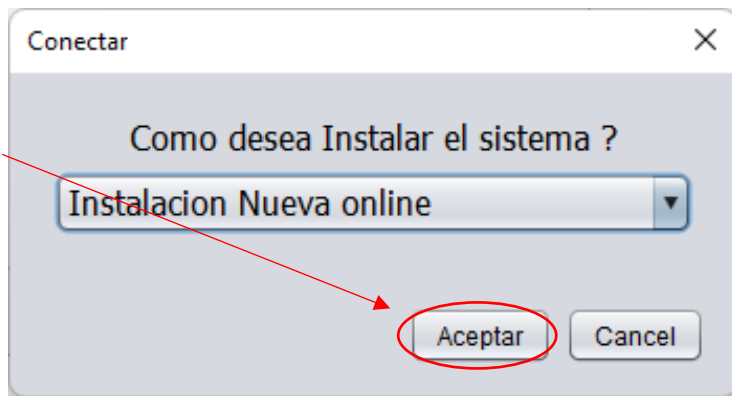 Conectar
Como desea Instalar el sistema ?
Instalacion Nueva online
Aceptar Cancel